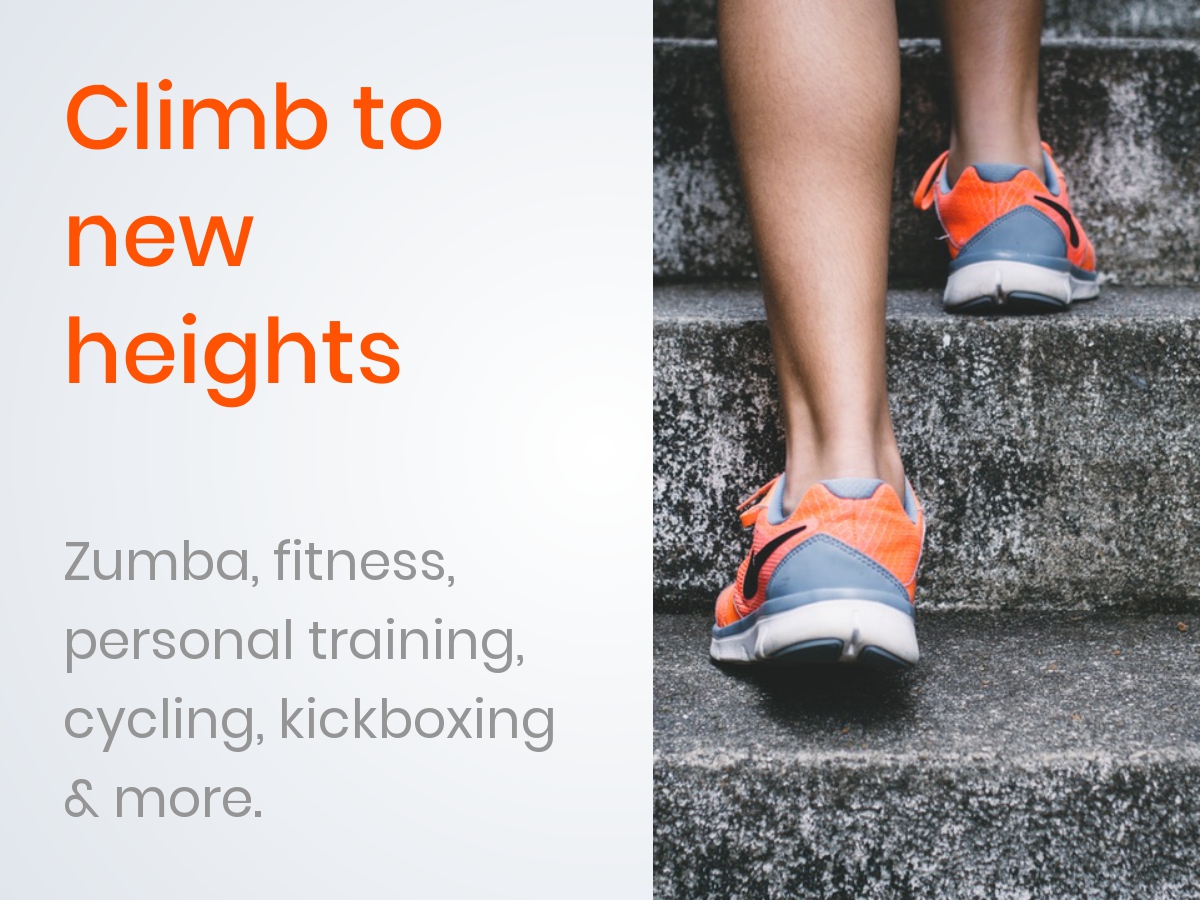 Climb to
new
heights
Zumba, fitness,
personal training,
cycling, kickboxing
& more.